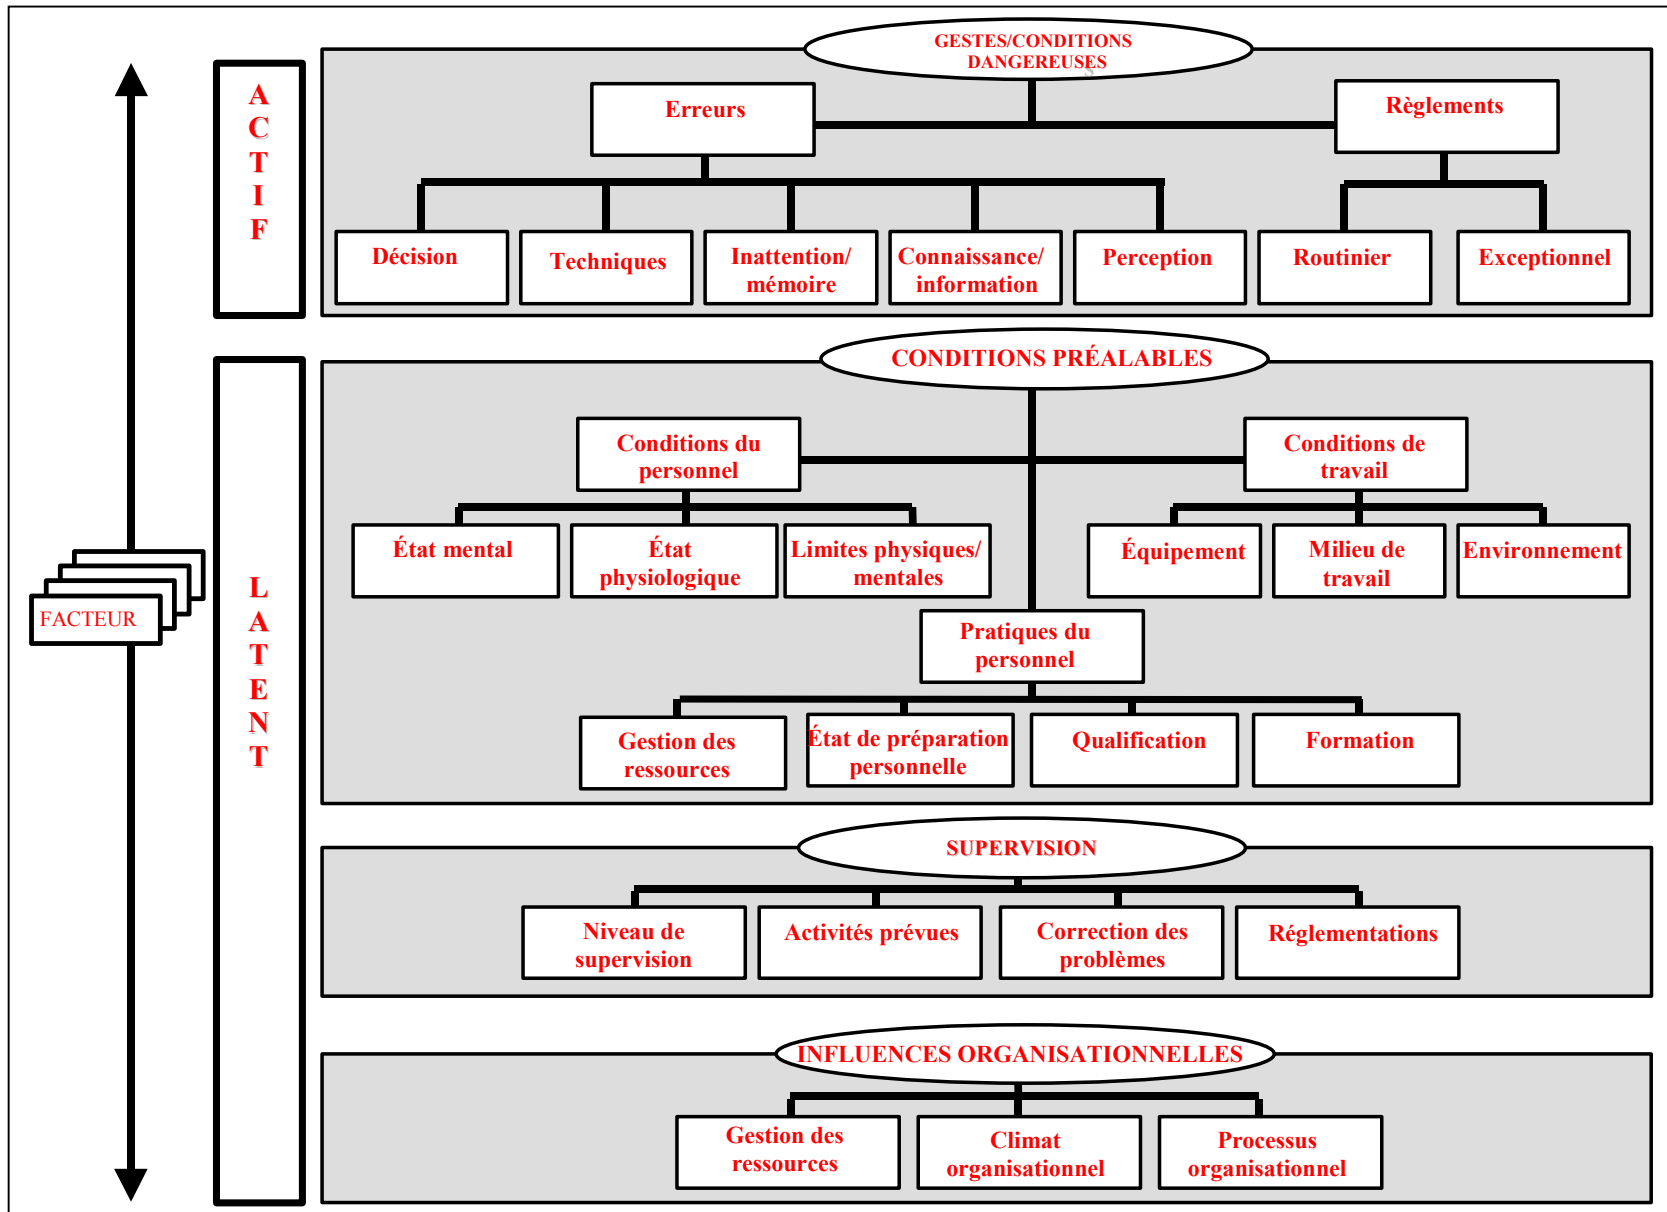 GESTES/CONDITIONS
DANGEREUSES
s
A
C
T
I
F
Erreurs
Règlements
Décision
Techniques
Inattention/
mémoire
Connaissance/
information
Perception
Routinier
Exceptionnel
CONDITIONS PRÉALABLES
L
A
T
E
N
T
Conditions du
personnel
Conditions de
travail
État mental
État
physiologique
Limites physiques/
mentales
Équipement
Milieu de
travail
Environnement
FACTEUR
Pratiques du
personnel
Gestion des
ressources
État de préparation
personnelle
Qualification
Formation
SUPERVISION
Niveau de
supervision
Activités prévues
Correction des
problèmes
Réglementations
INFLUENCES ORGANISATIONNELLES
Gestion des
ressources
Climat
organisationnel
Processus
organisationnel